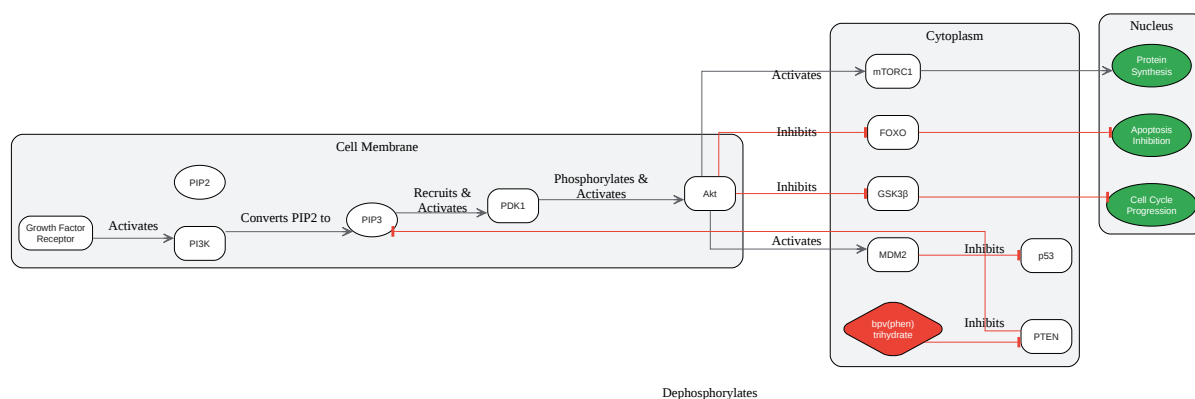 Nucleus
Cytoplasm
Protein
Synthesis
mTORC1
Activates
Apoptosis
Inhibition
FOXO
Inhibits
Cell Membrane
PIP2
Phosphorylates &
Activates
Akt
Inhibits
GSK3β
Cell Cycle
Progression
Recruits &
Activates
PDK1
Converts PIP2 to
PIP3
Growth Factor
Receptor
Activates
PI3K
Activates
MDM2
Inhibits
p53
bpv(phen)
trihydrate
Inhibits
PTEN
Dephosphorylates